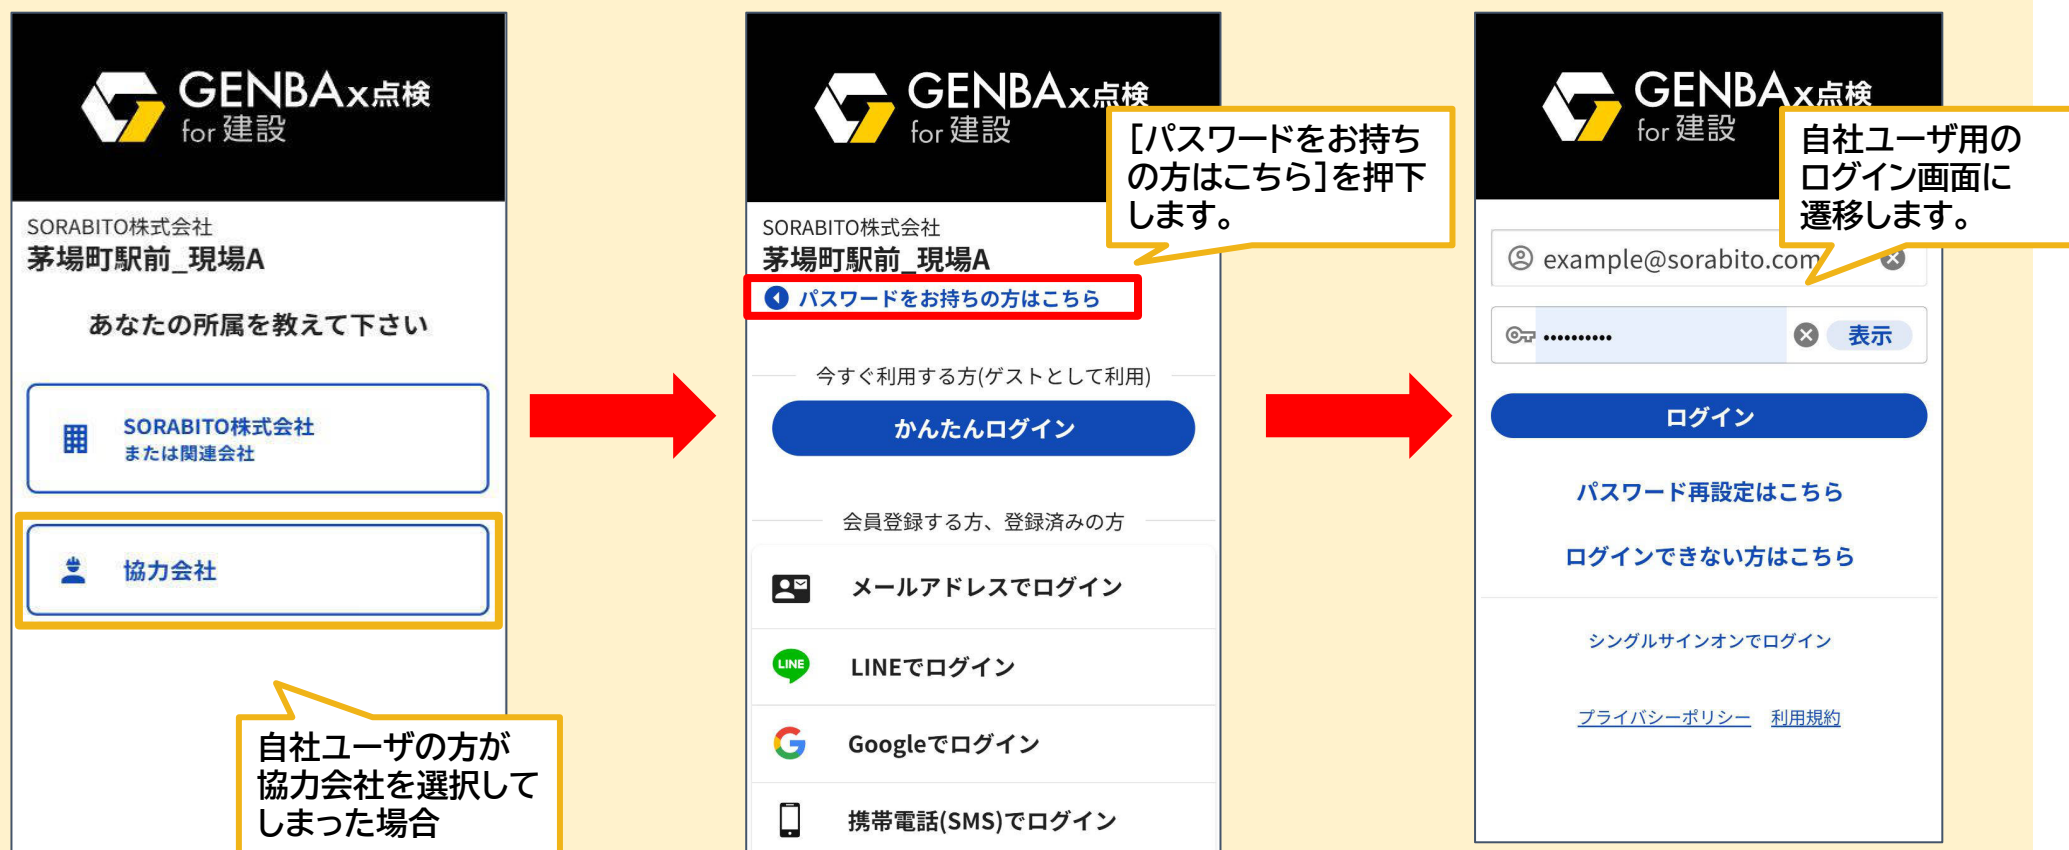 GENBAx点検
for 建設
SORABITO株式会社
茅場町駅前_現場A
あなたの所属を教えて下さい
SORABITO株式会社
または関連会社
協力会社
自社ユーザの方が
協力会社を選択して
しまった場合
GENBAx点検
for 建設
[パスワードをお持ち
の方はこちら]を押下
します。
SORABITO株式会社
茅場町駅前_現場A
パスワードをお持ちの方はこちら
今すぐ利用する方(ゲストとして利用)
かんたんログイン
会員登録する方、登録済みの方
メールアドレスでログイン
LINE
LINEでログイン
Googleでログイン
携帯電話(SMS)でログイン
GENBAx点検
for 建設
自社ユーザ用の
ログイン画面に
遷移します。
example@sorabito.com
••••••••••
表示
ログイン
パスワード再設定はこちら
ログインできない方はこちら
シングルサインオンでログイン
プライバシーポリシー 利用規約